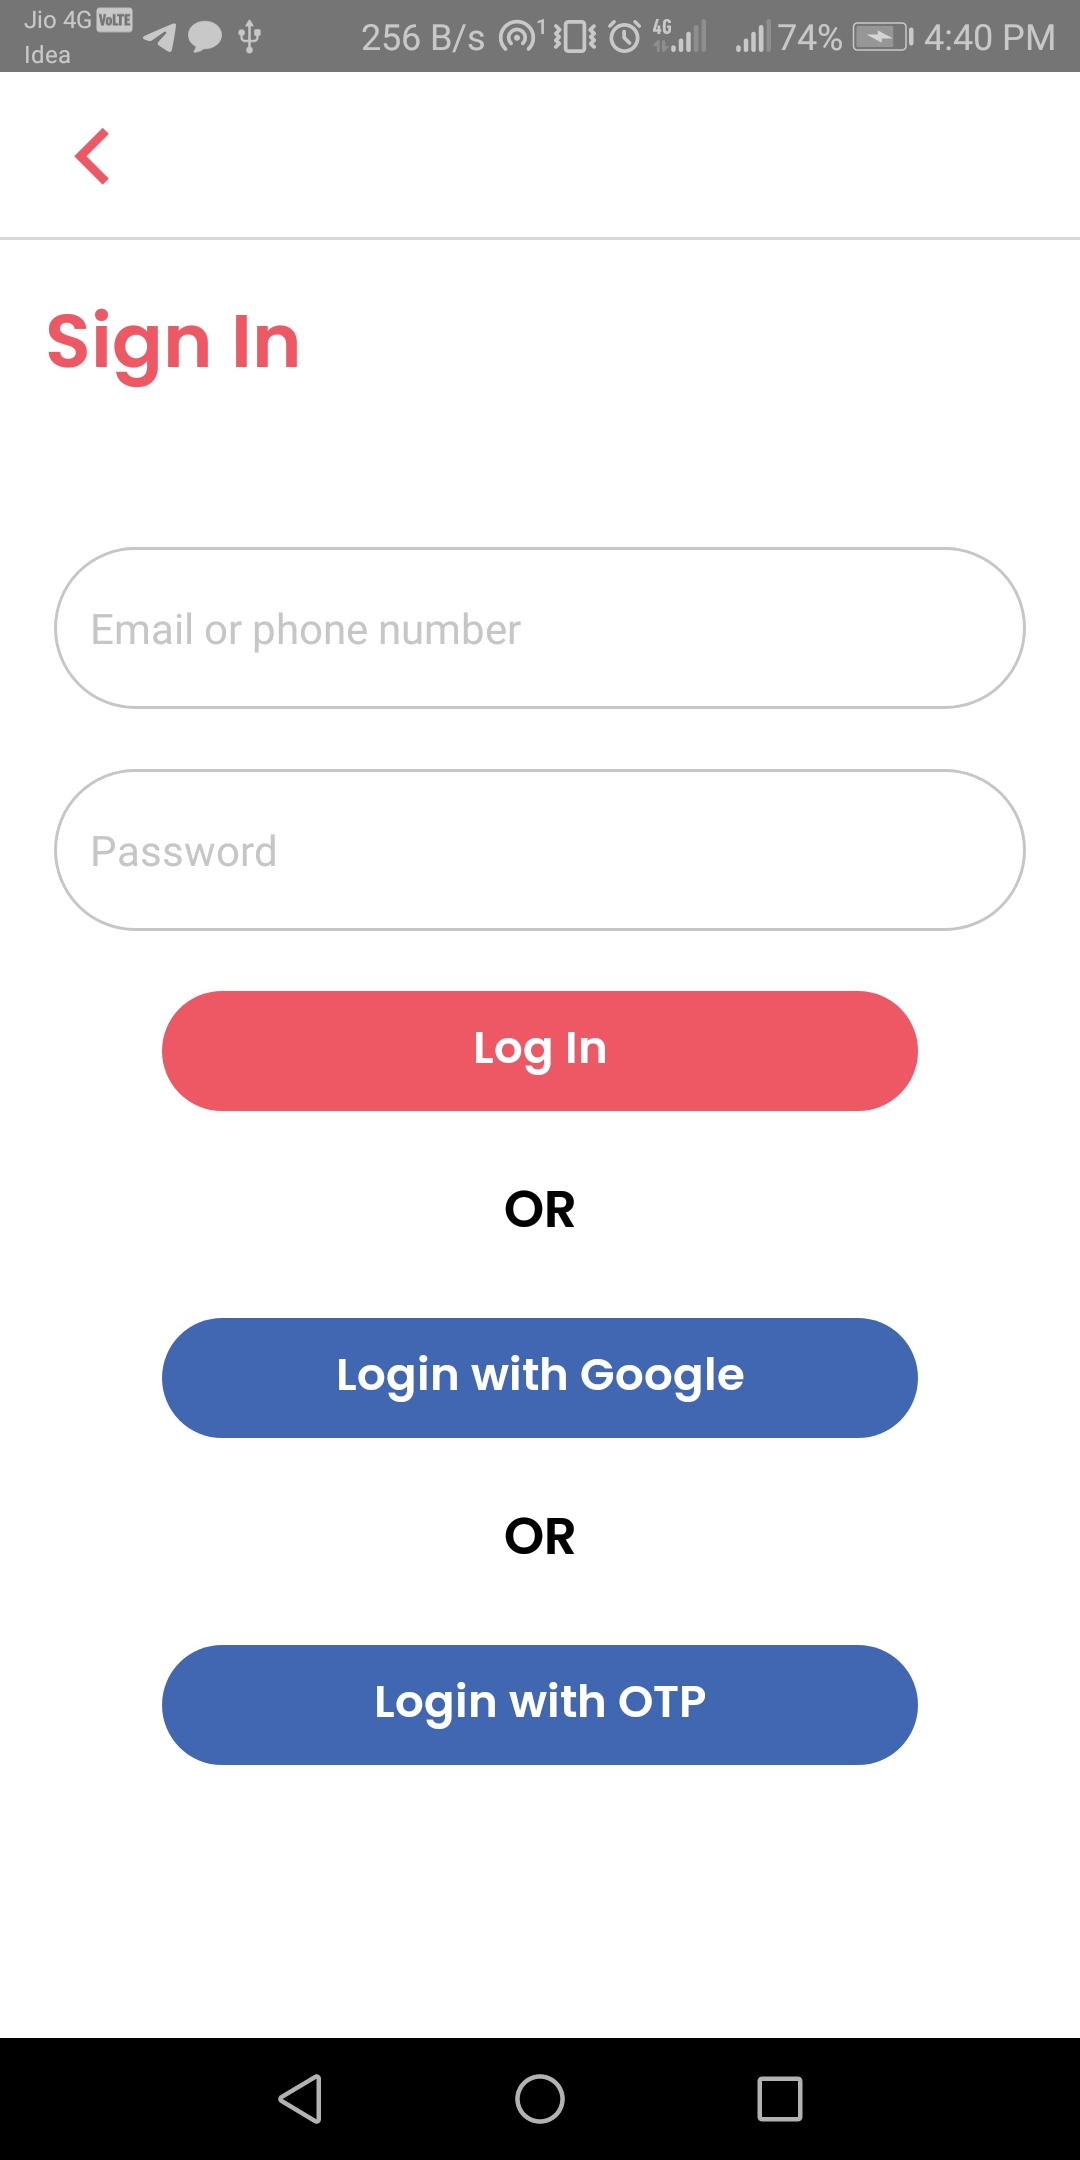 Jio 4G VoLTE
Idea
256 B/s 1 4G 74% 4:40 PM
Sign In
Email or phone number
Password
Log In
OR
Login with Google
OR
Login with OTP